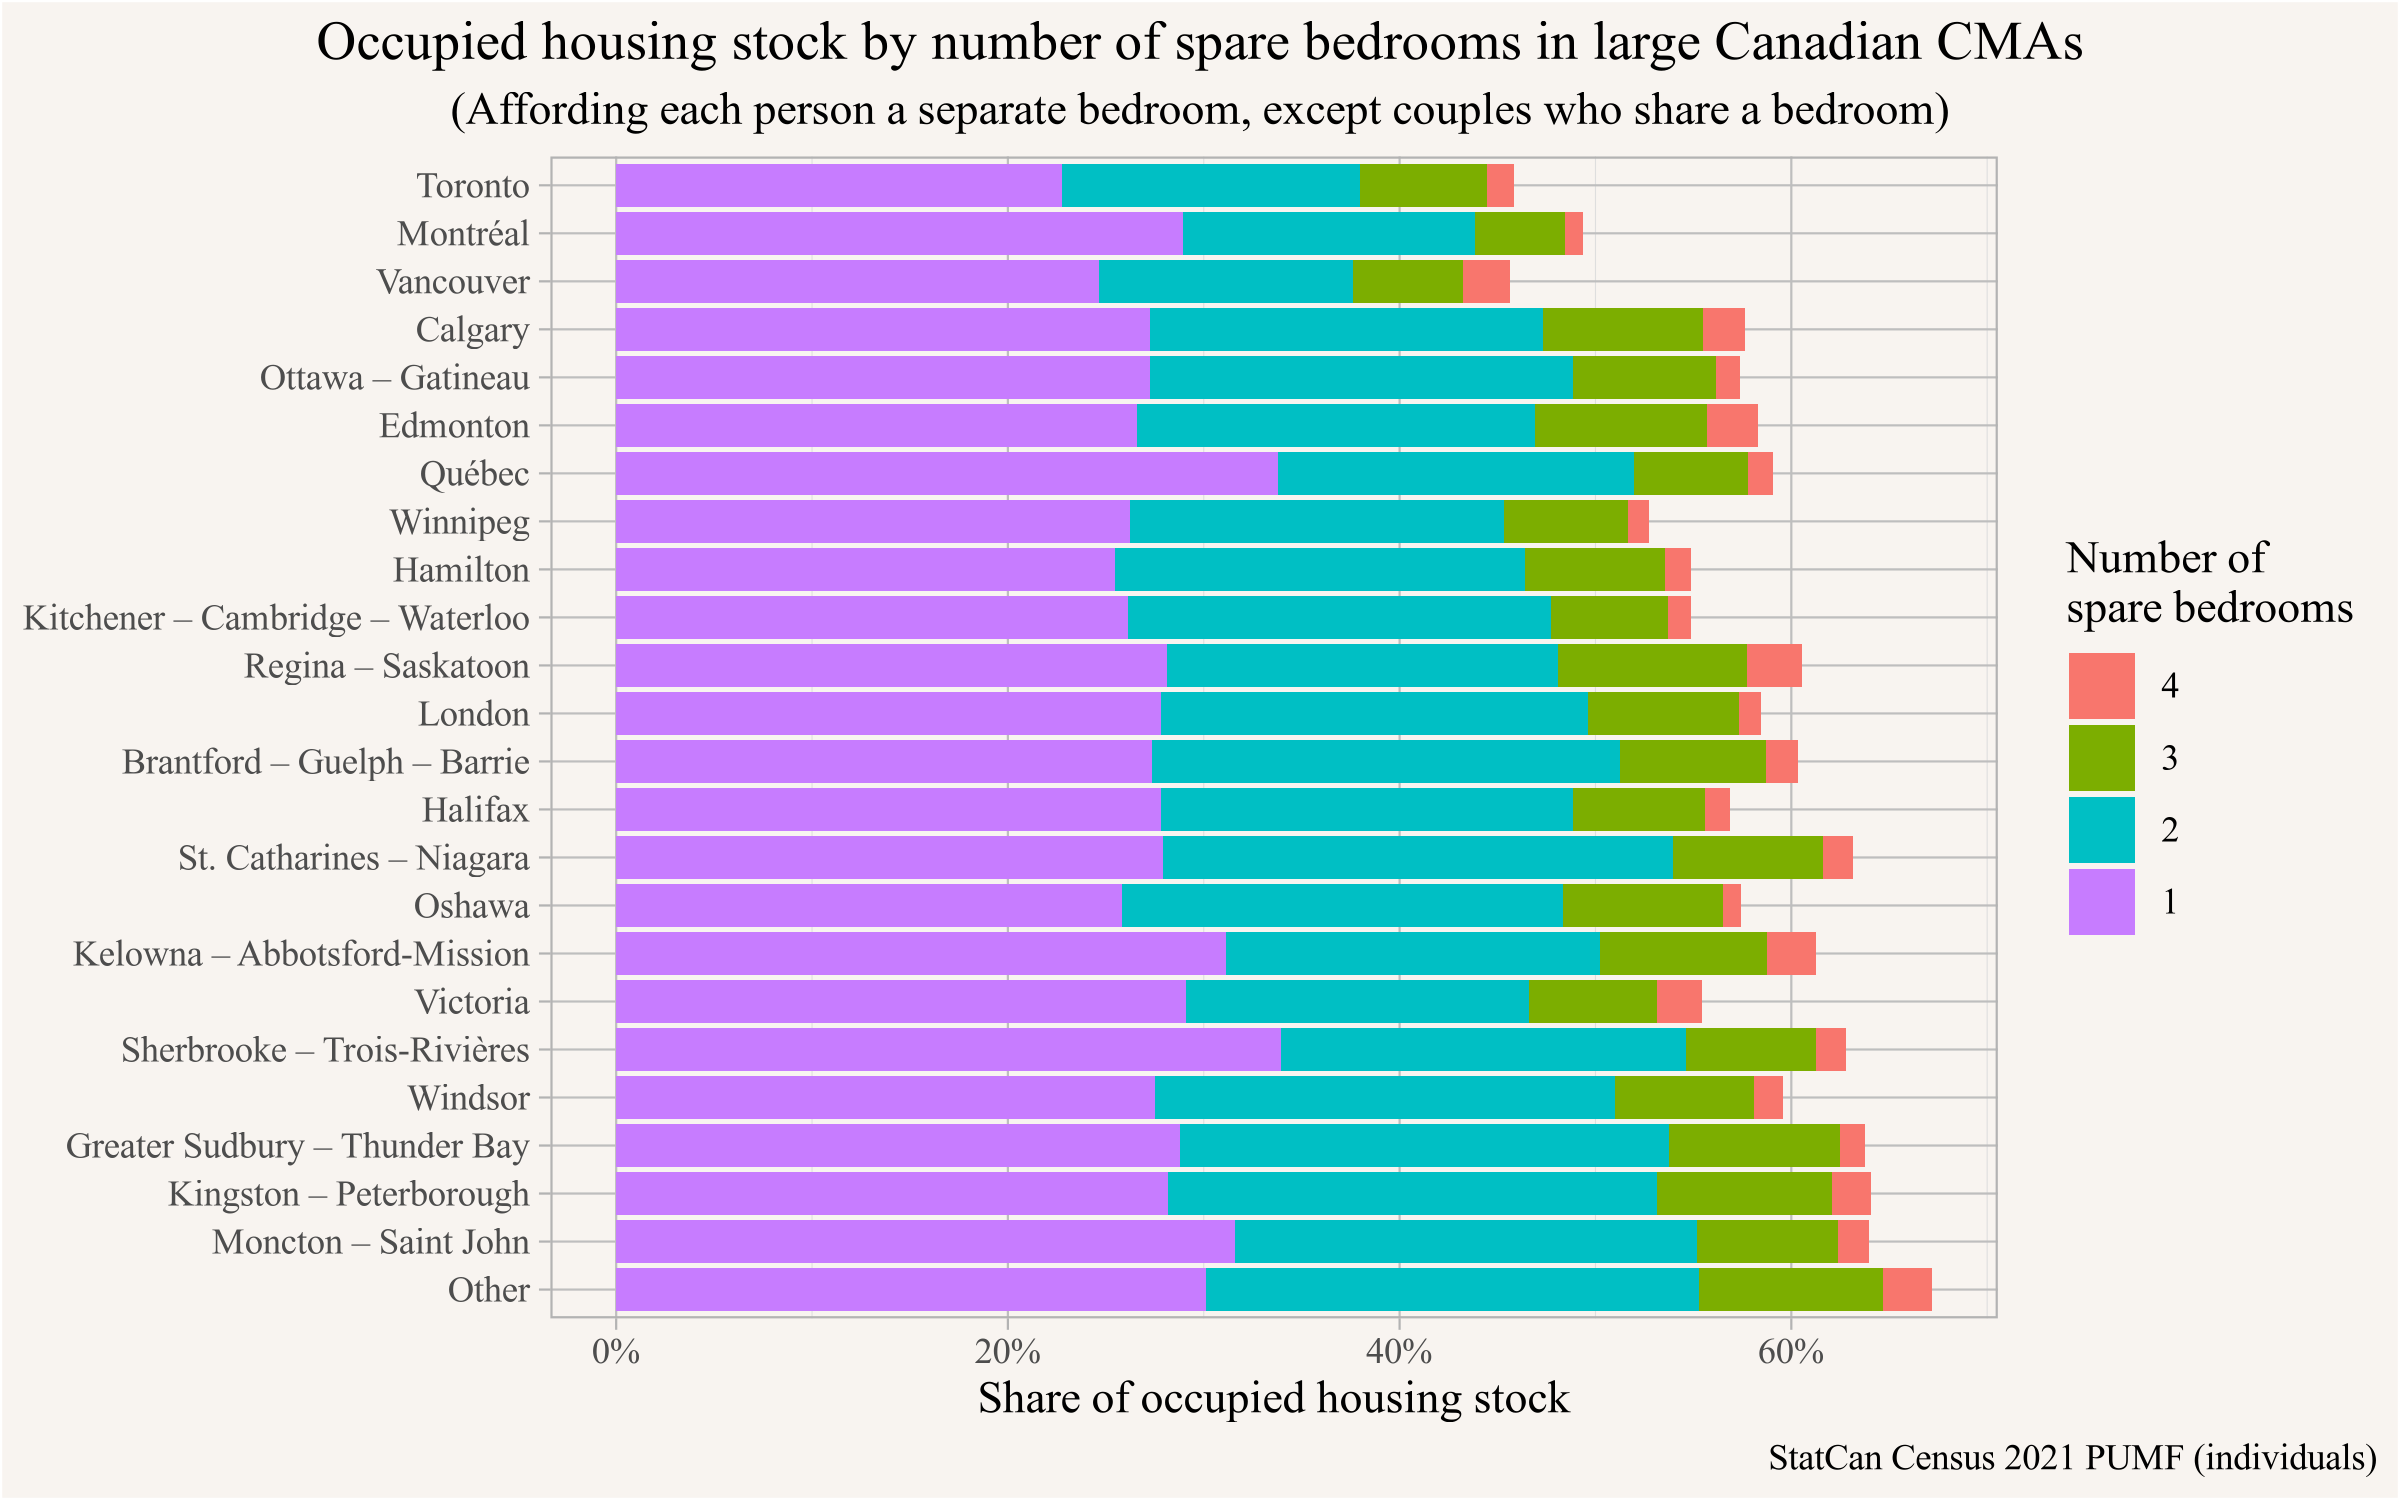 Occupied housing stock by number of spare bedrooms in large Canadian CMAs
(Affording each person a separate bedroom, except couples who share a bedroom)
Toronto
Montréal
Vancouver
Calgary
Ottawa – Gatineau
Edmonton
Québec
Winnipeg
Hamilton
Kitchener – Cambridge – Waterloo
Regina – Saskatoon
London
Brantford – Guelph – Barrie
Halifax
St. Catharines – Niagara
Oshawa
Kelowna – Abbotsford-Mission
Victoria
Sherbrooke – Trois-Rivières
Windsor
Greater Sudbury – Thunder Bay
Kingston – Peterborough
Moncton – Saint John
Other
0% 20% 40% 60%
Share of occupied housing stock
Number of
spare bedrooms
4
3
2
1
StatCan Census 2021 PUMF (individuals)